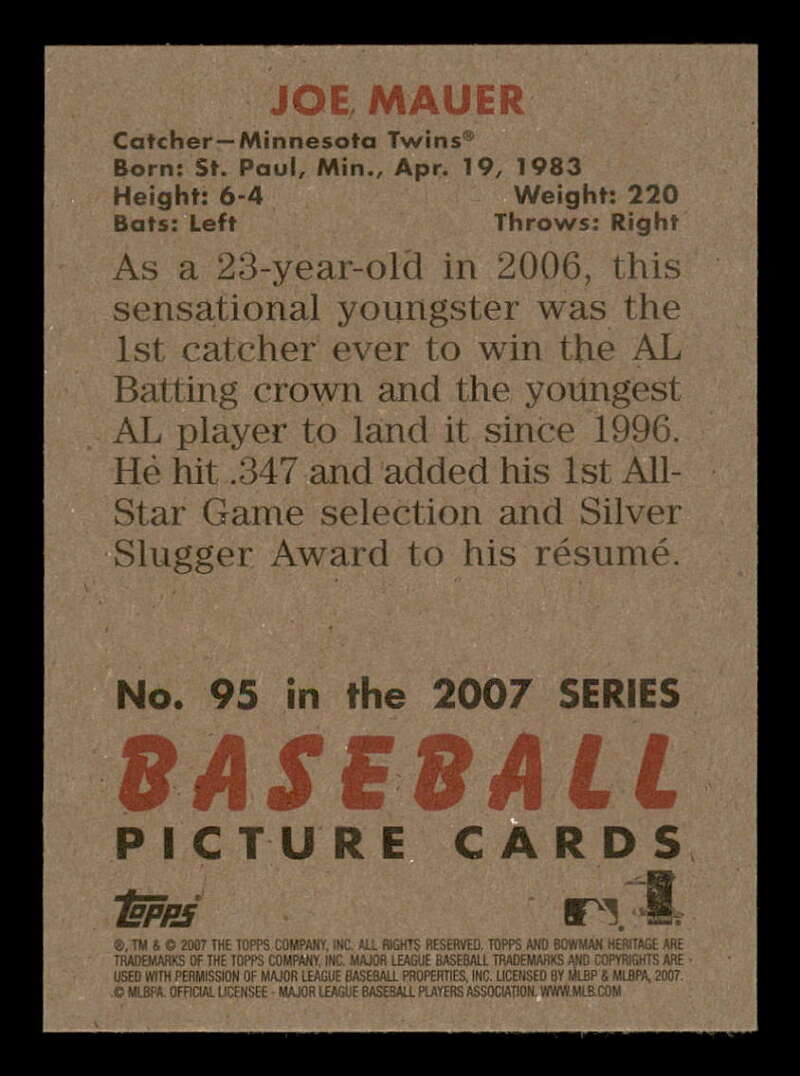 JOE MAUER
Catcher—Minnesota Twins®
Born: St. Paul, Min., Apr. 19, 1983
Height: 6-4 Weight: 220
Bats: Left Throws: Right
As a 23-year-old in 2006, this
sensational youngster was the
1st catcher ever to win the AL
Batting crown and the youngest
AL player to land it since 1996.
He hit .347 and added his 1st All-
Star Game selection and Silver
Slugger Award to his résumé.
No. 95 in the 2007 SERIES
BASEBALL
PICTURE CARDS
topps
®, TM & © 2007 THE TOPPS COMPANY, INC. ALL RIGHTS RESERVED. TOPPS AND BOWMAN HERITAGE ARE
TRADEMARKS OF THE TOPPS COMPANY, INC. MAJOR LEAGUE BASEBALL TRADEMARKS AND COPYRIGHTS ARE
USED WITH PERMISSION OF MAJOR LEAGUE BASEBALL PROPERTIES, INC. LICENSED BY MLBP & MLBPA, 2007.
© MLBPA. OFFICIAL LICENSEE - MAJOR LEAGUE BASEBALL PLAYERS ASSOCIATION. WWW.MLB.COM